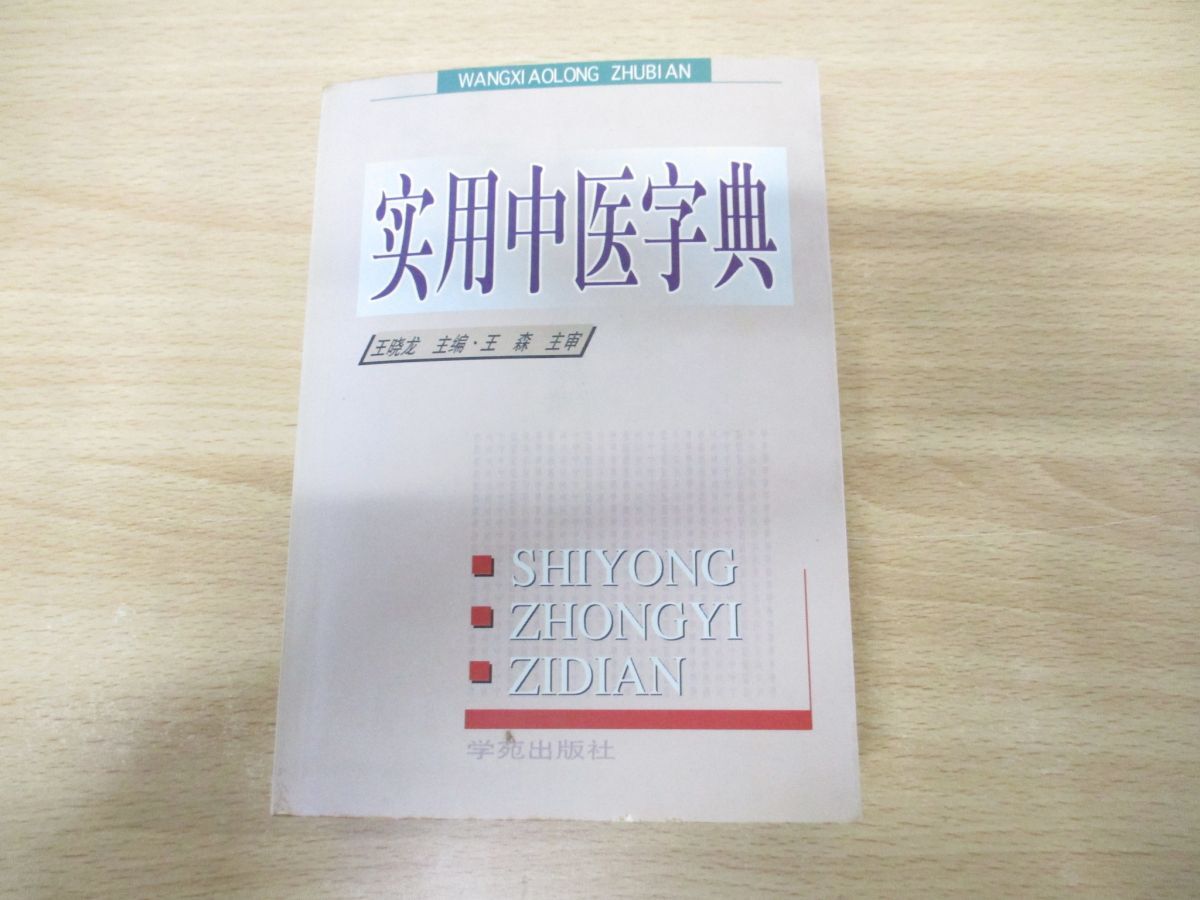 WANGXIAOLONG ZHUBIAN
实用中医字典
王晓龙 主编·王 森 主审
SHIYONG
ZHONGYI
ZIDIAN
学苑出版社